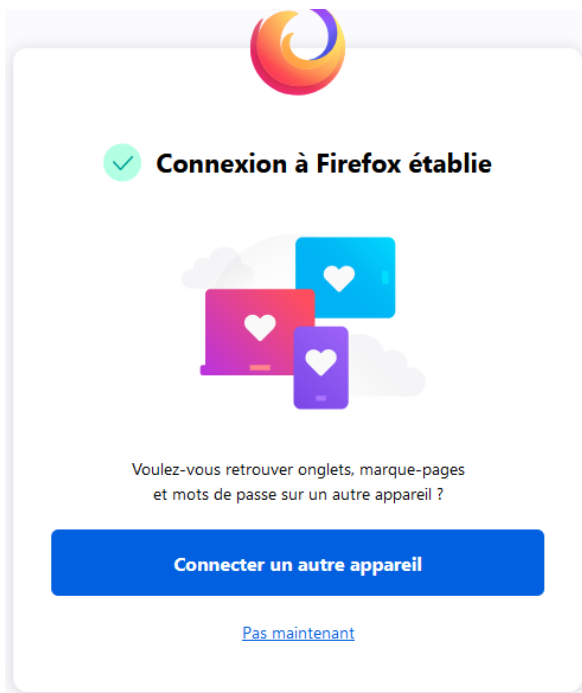 Connexion à Firefox établie
Voulez-vous retrouver onglets, marque-pages
et mots de passe sur un autre appareil ?
Connecter un autre appareil
Pas maintenant